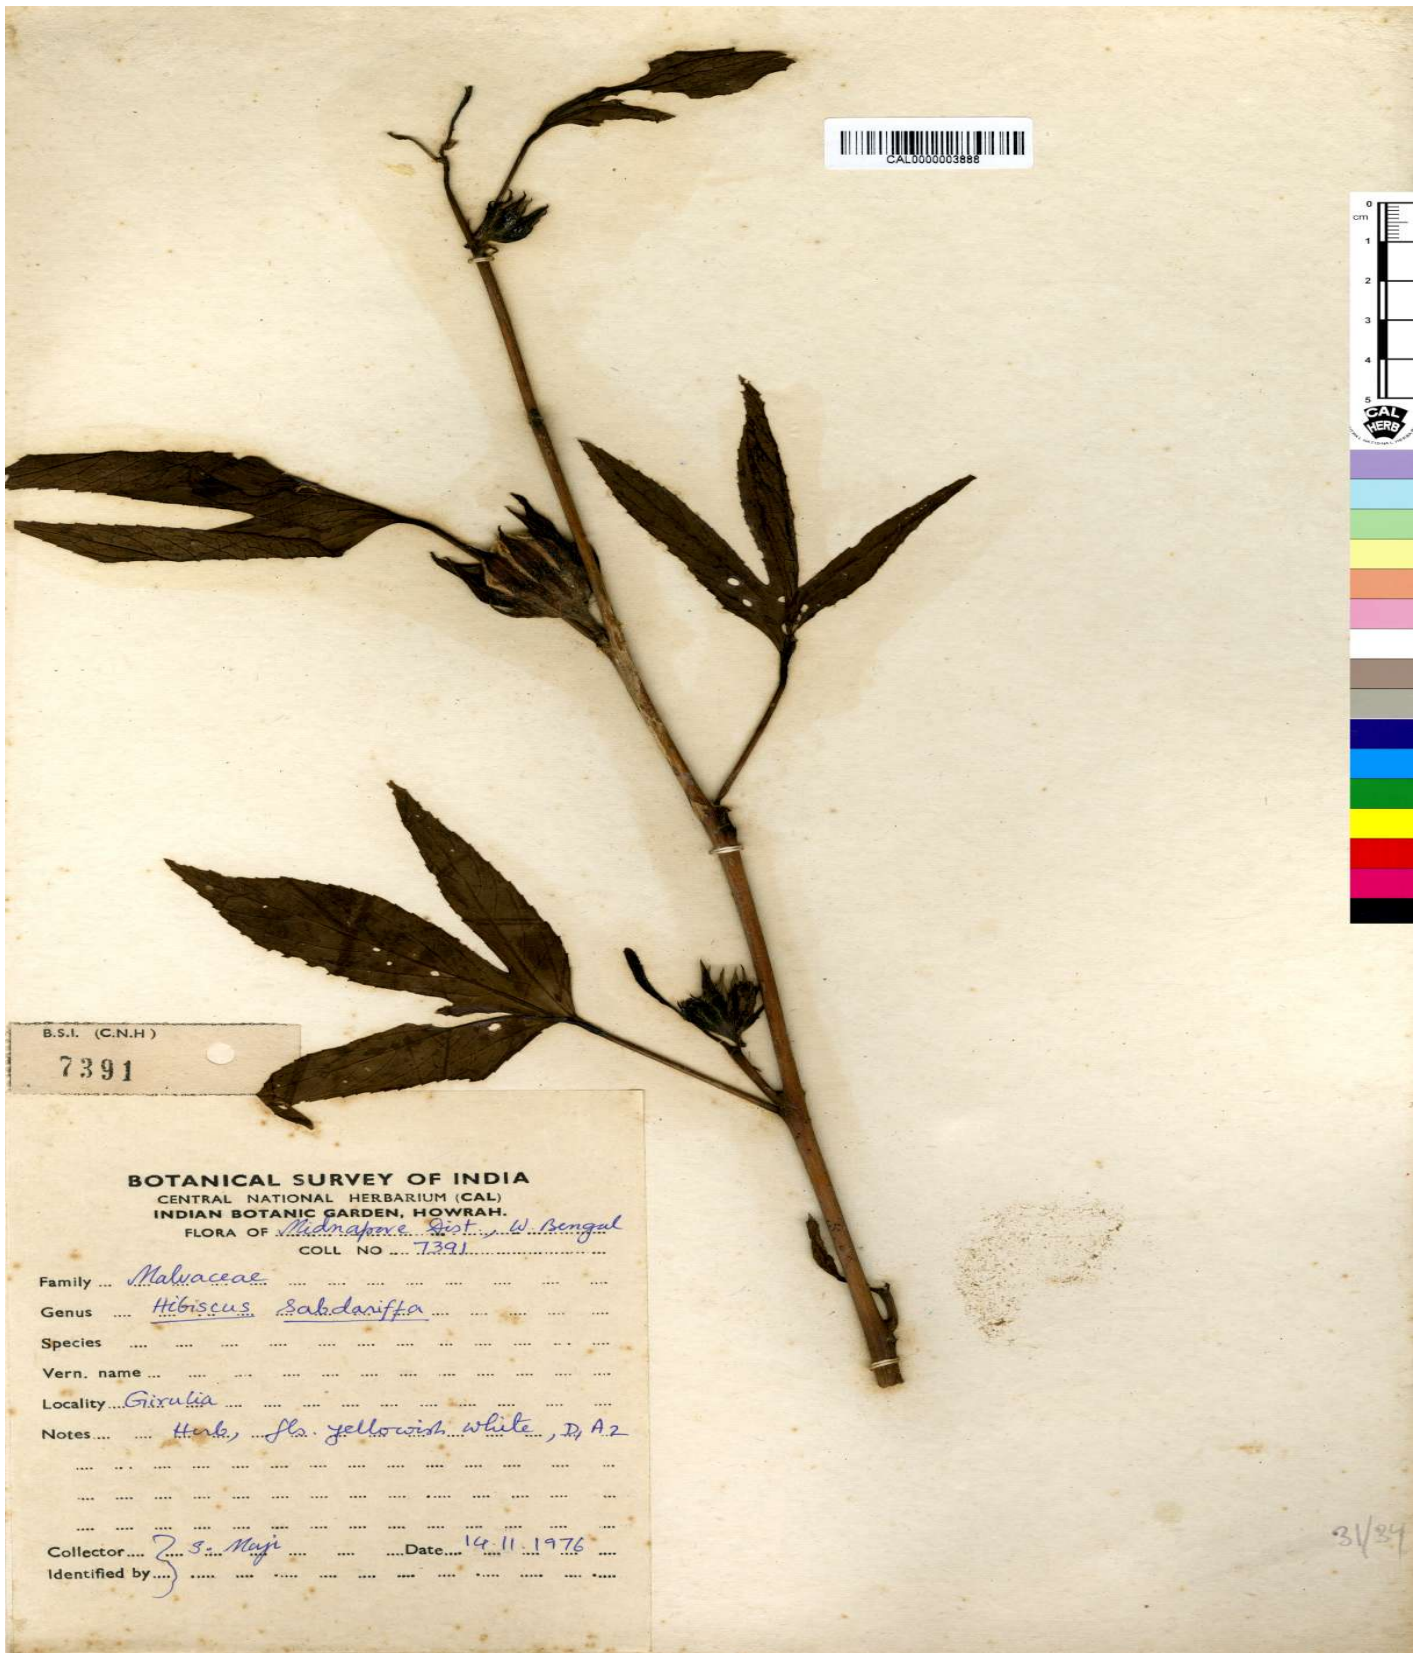 CAL0000003886
0
cm
1
2
3
4
5
CAL
HERB
B.S.I. (C.N.H)
7391
BOTANICAL SURVEY OF INDIA
CENTRAL NATIONAL HERBARIUM (CAL)
INDIAN BOTANIC GARDEN, HOWRAH.
FLORA OF Midnapore Dist., W. Bengal
COLL NO 7391
Family Malvaceae
Genus Hibiscus Sabdariffa
Species
Vern. name
Locality Girulia
Notes Herb, fls. yellowish white, D, A2
Collector } S. Maji Date 14.11.1976
Identified by
31/34